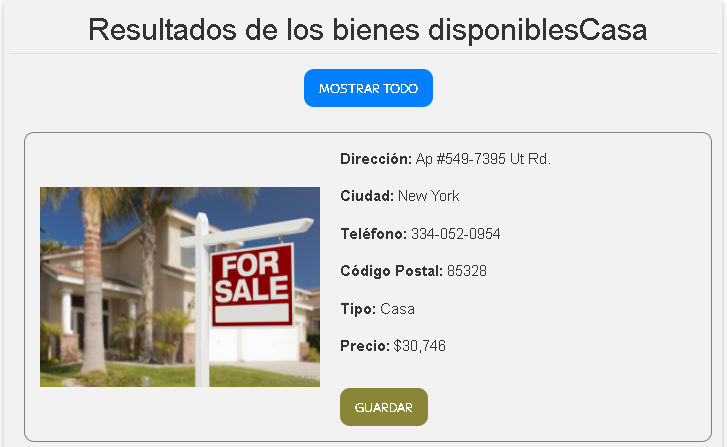 Resultados de los bienes disponiblesCasa
MOSTRAR TODO
FOR
SALE
Dirección: Ap #549-7395 Ut Rd.
Ciudad: New York
Teléfono: 334-052-0954
Código Postal: 85328
Tipo: Casa
Precio: $30,746
GUARDAR